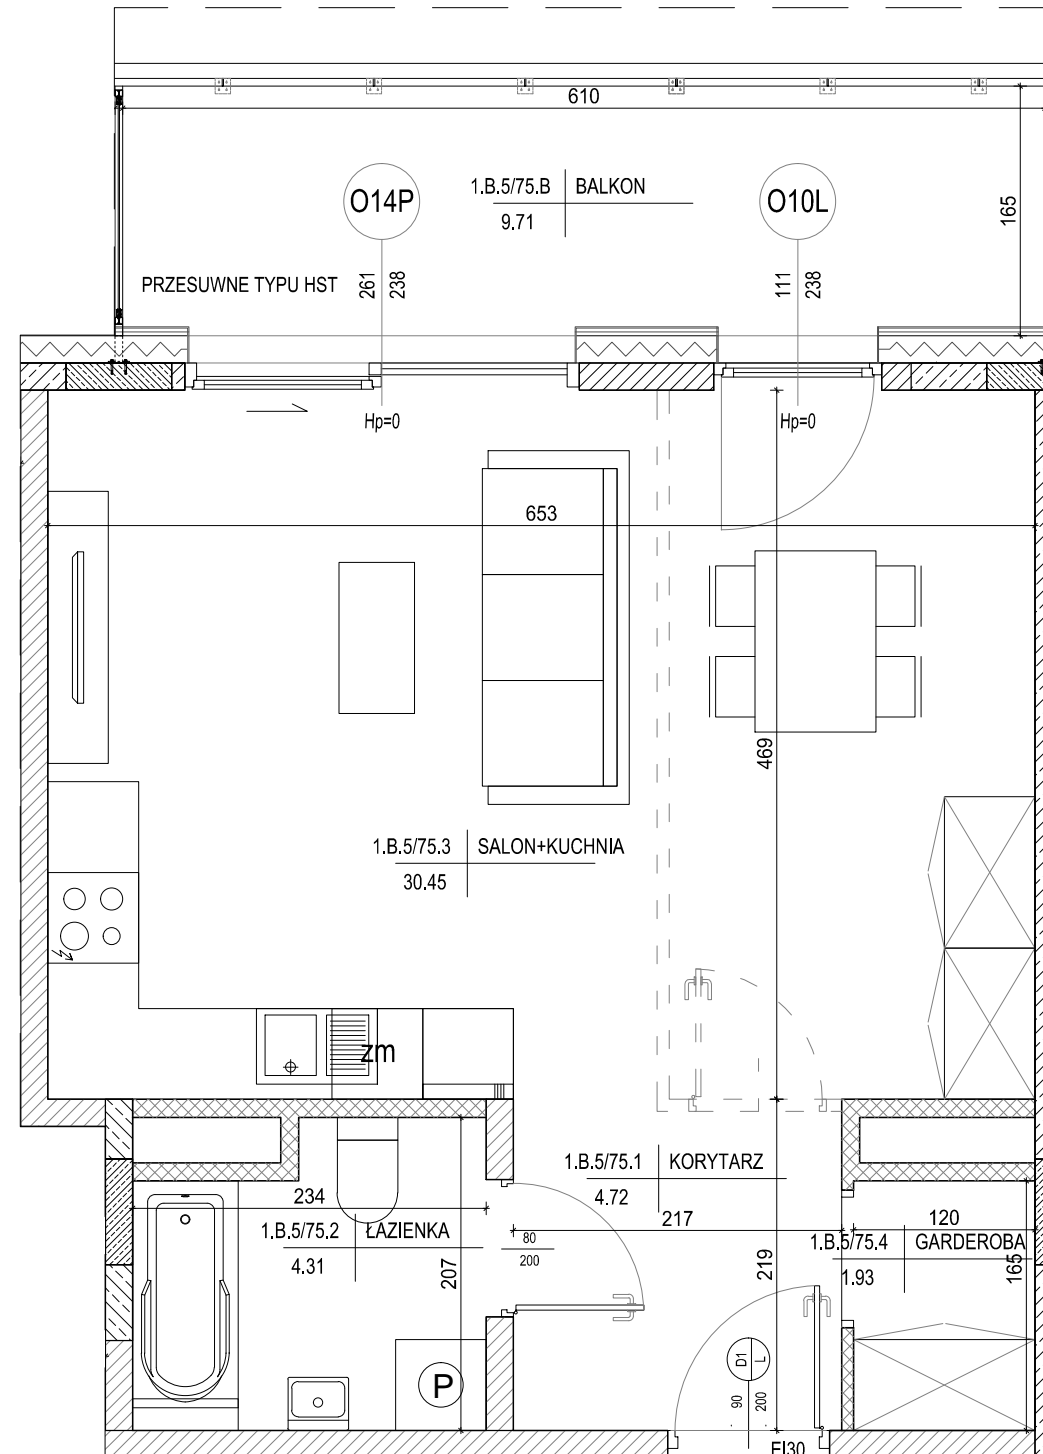 610
1.B.5/75.B BALKON
9.71
O14P
O10L
165
PRZESUWNE TYPU HST
261
238
111
238
Hp=0
Hp=0
653
469
1.B.5/75.3 SALON+KUCHNIA
30.45
zm
1.B.5/75.1 KORYTARZ
4.72
234
217
120
1.B.5/75.2 ŁAZIENKA
4.31
207
80
200
219
1.B.5/75.4 GARDEROBA
1.93
165
D1
L
90
200
P
EI30